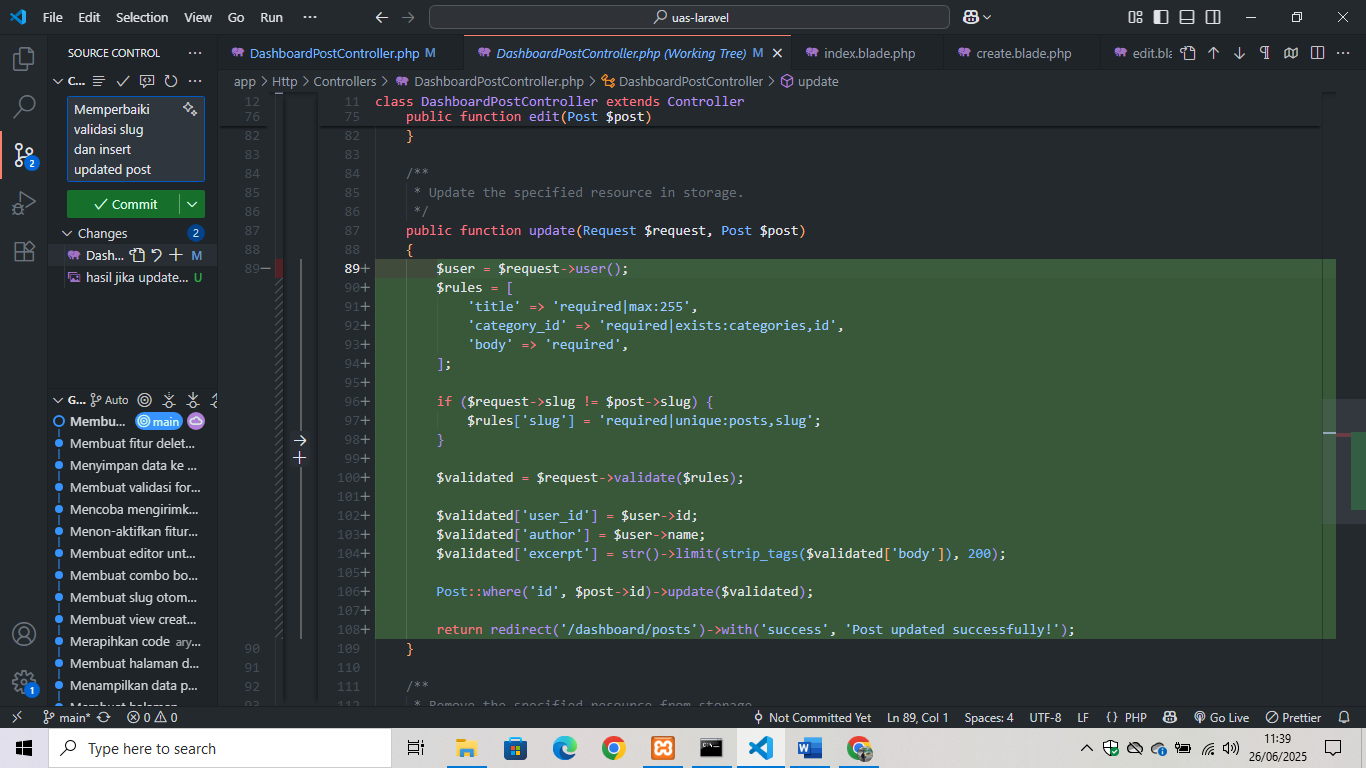 File Edit Selection View Go Run ··· uas-laravel
SOURCE CONTROL ···
DashboardPostController.php M DashboardPostController.php (Working Tree) M index.blade.php create.blade.php edit.bla
C...
app > Http > Controllers > DashboardPostController.php > DashboardPostController > update
Memperbaiki
validasi slug
dan insert
updated post
Commit
Changes 2
Dash... M
hasil jika update... U
G... Auto
Membu... main
Membuat fitur delet...
Menyimpan data ke ...
Membuat validasi for...
Mencoba mengirimk...
Menon-aktifkan fitur...
Membuat editor unt...
Membuat combo bo...
Membuat slug otom...
Membuat view creat...
Merapihkan code ary...
Membuat halaman d...
Menampilkan data p...
Membuat halaman
2
1
12 11 class DashboardPostController extends Controller
76 75 public function edit(Post $post)
82 82 }
83 83
84 84 /**
85 85 * Update the specified resource in storage.
86 86 */
87 87 public function update(Request $request, Post $post)
88 88 {
89— 89+ $user = $request->user();
90+ $rules = [
91+ 'title' => 'required|max:255',
92+ 'category_id' => 'required|exists:categories,id',
93+ 'body' => 'required',
94+ ];
95+
96+ if ($request->slug != $post->slug) {
97+ $rules['slug'] = 'required|unique:posts,slug';
98+ }
99+
100+ $validated = $request->validate($rules);
101+
102+ $validated['user_id'] = $user->id;
103+ $validated['author'] = $user->name;
104+ $validated['excerpt'] = str()->limit(strip_tags($validated['body']), 200);
105+
106+ Post::where('id', $post->id)->update($validated);
107+
108+ return redirect('/dashboard/posts')->with('success', 'Post updated successfully!');
90 109 }
91 110
92 111 /**
93 112 * Remove the specified resource from storage.
main* 0 0 Not Committed Yet Ln 89, Col 1 Spaces: 4 UTF-8 LF {} PHP Go Live Prettier
Type here to search
11:39
26/06/2025